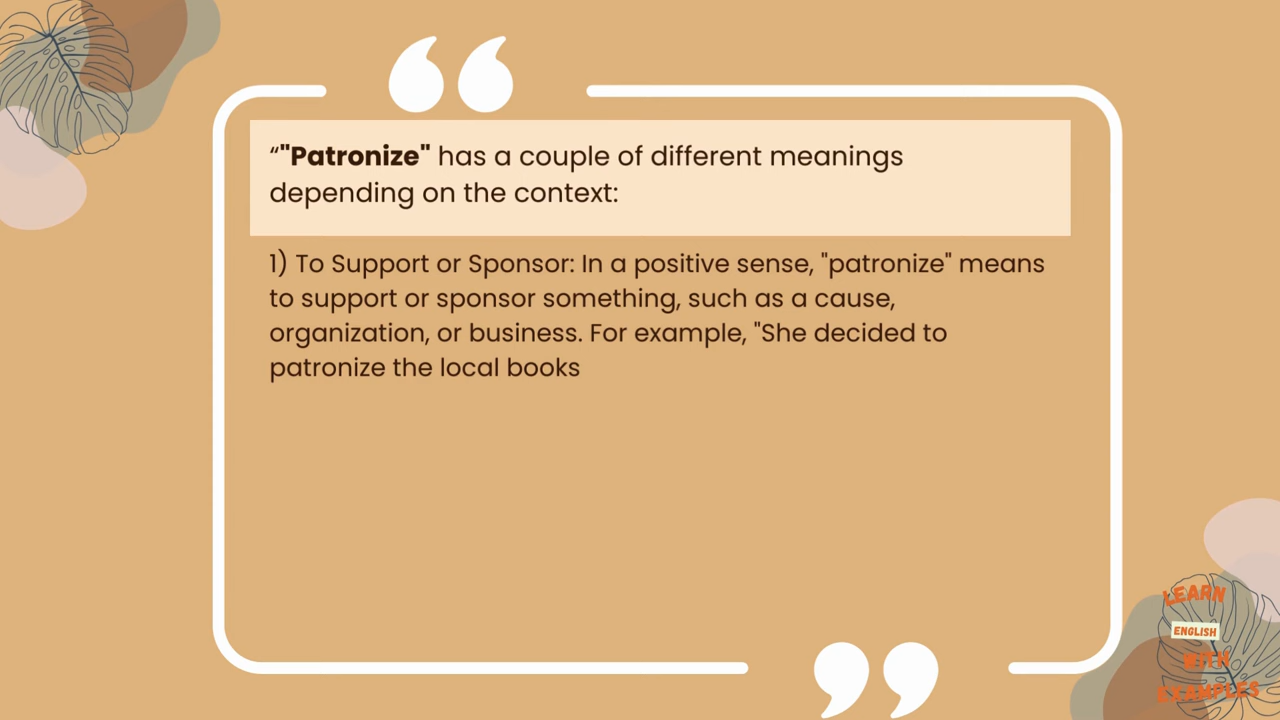 “"Patronize" has a couple of different meanings
depending on the context:
1) To Support or Sponsor: In a positive sense, "patronize" means
to support or sponsor something, such as a cause,
organization, or business. For example, "She decided to
patronize the local books
LEARN
ENGLISH
WITH
EXAMPLES